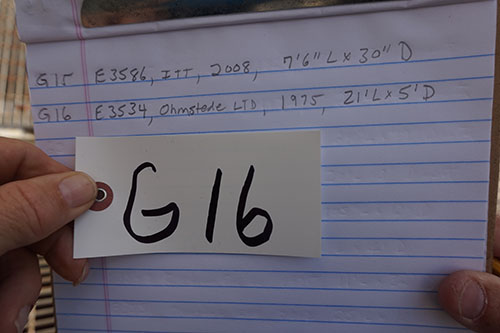 G15 E3586, ITT, 2008, 7'6" L x 30" D
G16 E3534, Ohmstede LTD, 1975, 21' L x 5' D
G16